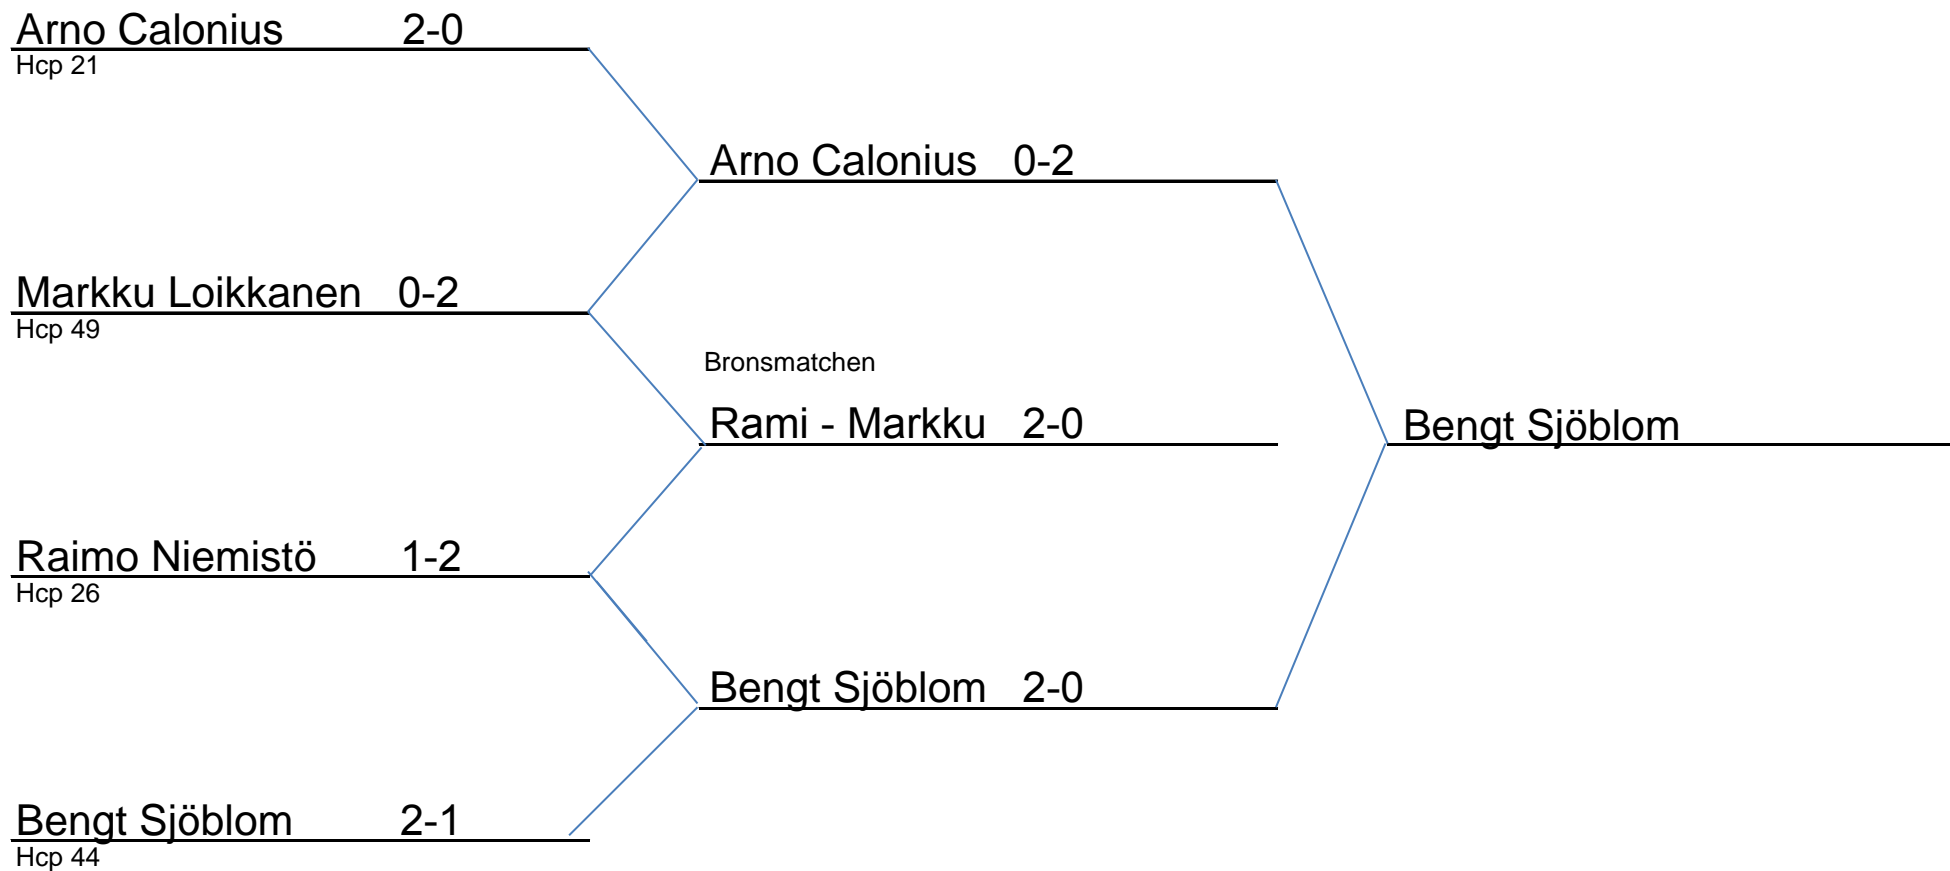 Arno Calonius 2-0
Hcp 21
Arno Calonius 0-2
Markku Loikkanen 0-2
Hcp 49
Bronsmatchen
Rami - Markku 2-0
Bengt Sjöblom
Raimo Niemistö 1-2
Hcp 26
Bengt Sjöblom 2-0
Bengt Sjöblom 2-1
Hcp 44